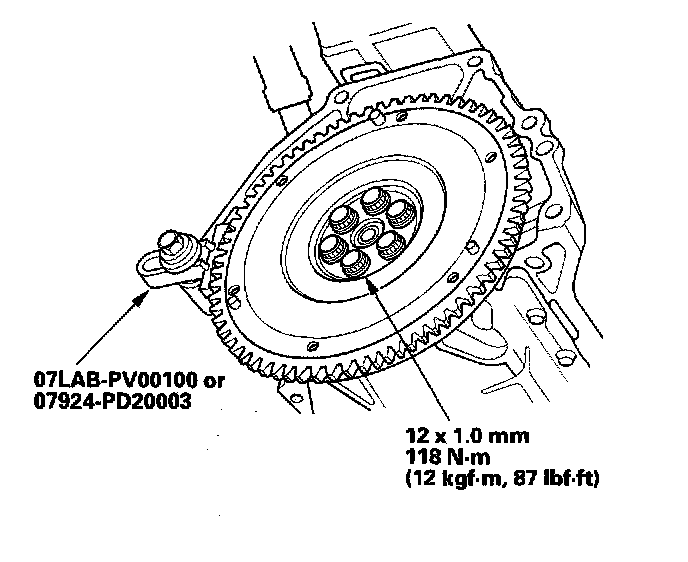 07LAB-PV00100 or
07924-PD20003
12 x 1.0 mm
118 N·m
(12 kgf·m, 87 lbf·ft)